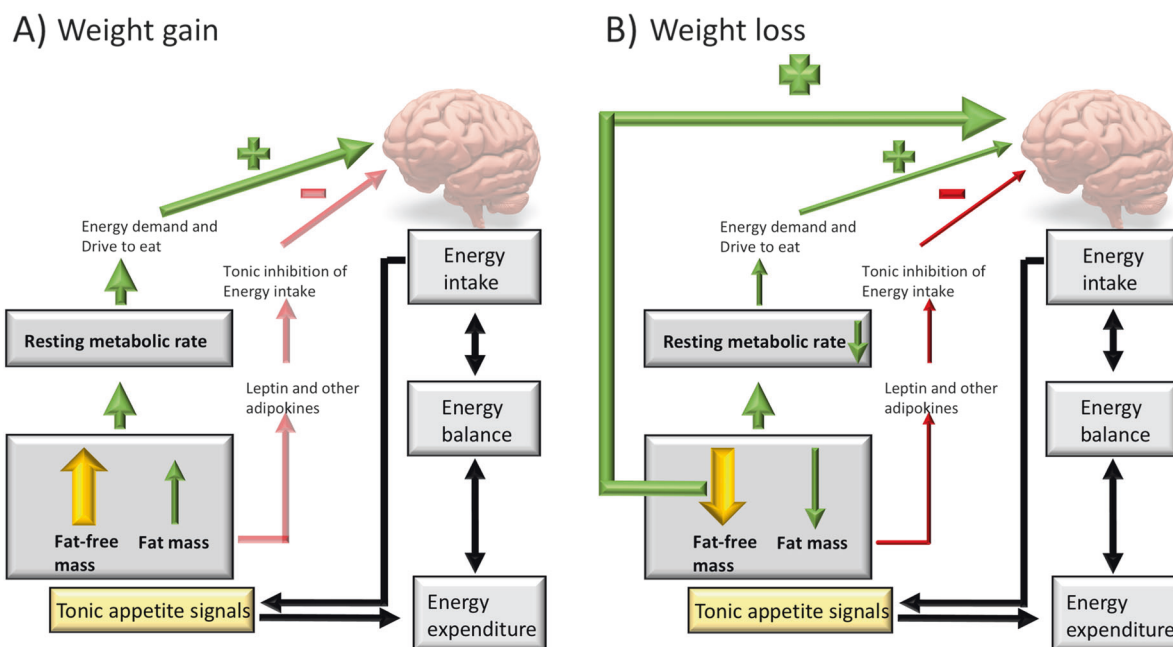 A) Weight gain
Energy demand and
Drive to eat
Tonic inhibition of
Energy intake
Resting metabolic rate
Leptin and other
adipokines
Fat-free
mass
Fat mass
Tonic appetite signals
Energy
intake
Energy
balance
Energy
expenditure
B) Weight loss
Energy demand and
Drive to eat
Tonic inhibition of
Energy intake
Resting metabolic rate
Leptin and other
adipokines
Fat-free
mass
Fat mass
Tonic appetite signals
Energy
intake
Energy
balance
Energy
expenditure